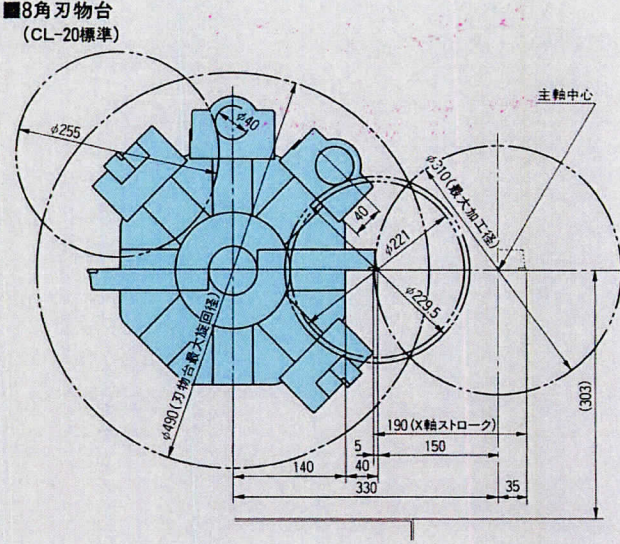 ■8角刃物台
(CL-20標準)
主軸中心
φ255
φ40
φ310(最大加工径)
40
φ221
φ229.5
φ490(刃物台最大旋回径)
(303)
190(X軸ストローク)
5
150
140
40
330
35